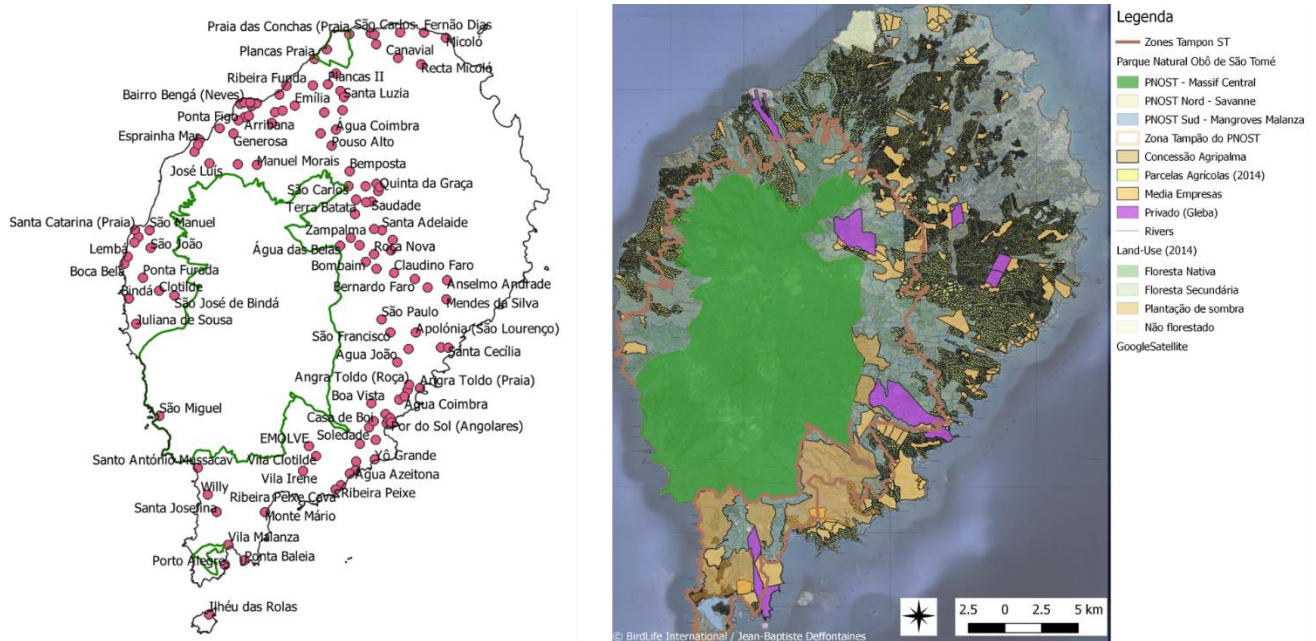 Praia das Conchas (Praia
São Carlos
Fernão Dias
Micoló
Plancas Praia
Canavial
Recta Micoló
Ribeira Funda
Plancas II
Bairro Bengá (Neves)
Emília
Santa Luzia
Ponta Figo
Arribana
Água Coimbra
Esprainha Mar
Generosa
Pouso Alto
José Luís
Manuel Morais
Bemposta
São Carlos
Quinta da Graça
Terra Batata
Saudade
Santa Catarina (Praia)
São Manuel
Zampalma
Santa Adelaide
Lembá
São João
Água das Belas
Roça Nova
Boca Bela
Ponta Furada
Bombaim
Claudino Faro
Bindá
Clotilde
Bernardo Faro
Anselmo Andrade
São José de Bindá
Mendes da Silva
Juliana de Sousa
São Paulo
São Francisco
Apolónia (São Lourenço)
Agua João
Santa Cecília
Angra Toldo (Roça)
Angra Toldo (Praia)
Boa Vista
Agua Coimbra
São Miguel
Casa de Boi
Por do Sol (Angolares)
EMOLVE
Soledade
Santo António Mussacav
Vila Clotilde
Yô Grande
Vila Irene
Agua Azeitona
Willy
Ribeira Peixe Cava
Ribeira Peixe
Santa Josefina
Monte Mário
Vila Malanza
Porto Alegre
Ponta Baleia
Ilhéu das Rolas
© BirdLife International / Jean-Baptiste Deffontaines
2.5 0 2.5 5 km
Legenda
Zones Tampon ST
Parque Natural Obô de São Tomé
PNOST - Massif Central
PNOST Nord - Savanne
PNOST Sud - Mangroves Malanza
Zona Tampão do PNOST
Concessão Agripalma
Parcelas Agrícolas (2014)
Media Empresas
Privado (Gleba)
Rivers
Land-Use (2014)
Floresta Nativa
Floresta Secundária
Plantação de sombra
Não florestado
GoogleSatellite